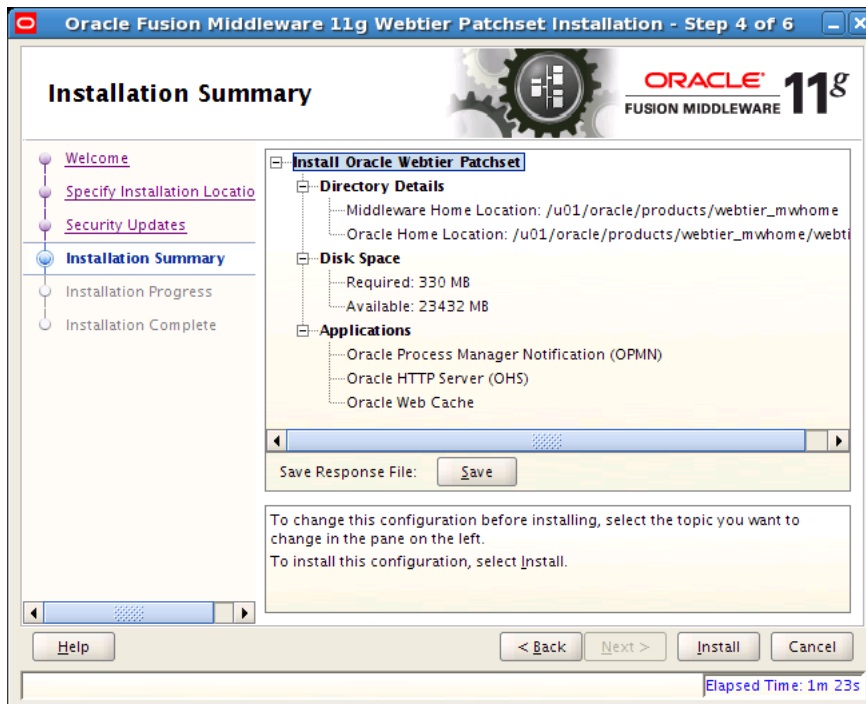 Oracle Fusion Middleware 11g Webtier Patchset Installation - Step 4 of 6
Installation Summary
ORACLE
FUSION MIDDLEWARE 11g
Welcome
Specify Installation Locatio
Security Updates
Installation Summary
Installation Progress
Installation Complete
Install Oracle Webtier Patchset
Directory Details
Middleware Home Location: /u01/oracle/products/webtier_mwhome
Oracle Home Location: /u01/oracle/products/webtier_mwhome/webti
Disk Space
Required: 330 MB
Available: 23432 MB
Applications
Oracle Process Manager Notification (OPMN)
Oracle HTTP Server (OHS)
Oracle Web Cache
Save Response File: Save
To change this configuration before installing, select the topic you want to
change in the pane on the left.
To install this configuration, select Install.
Help < Back Next > Install Cancel
Elapsed Time: 1m 23s